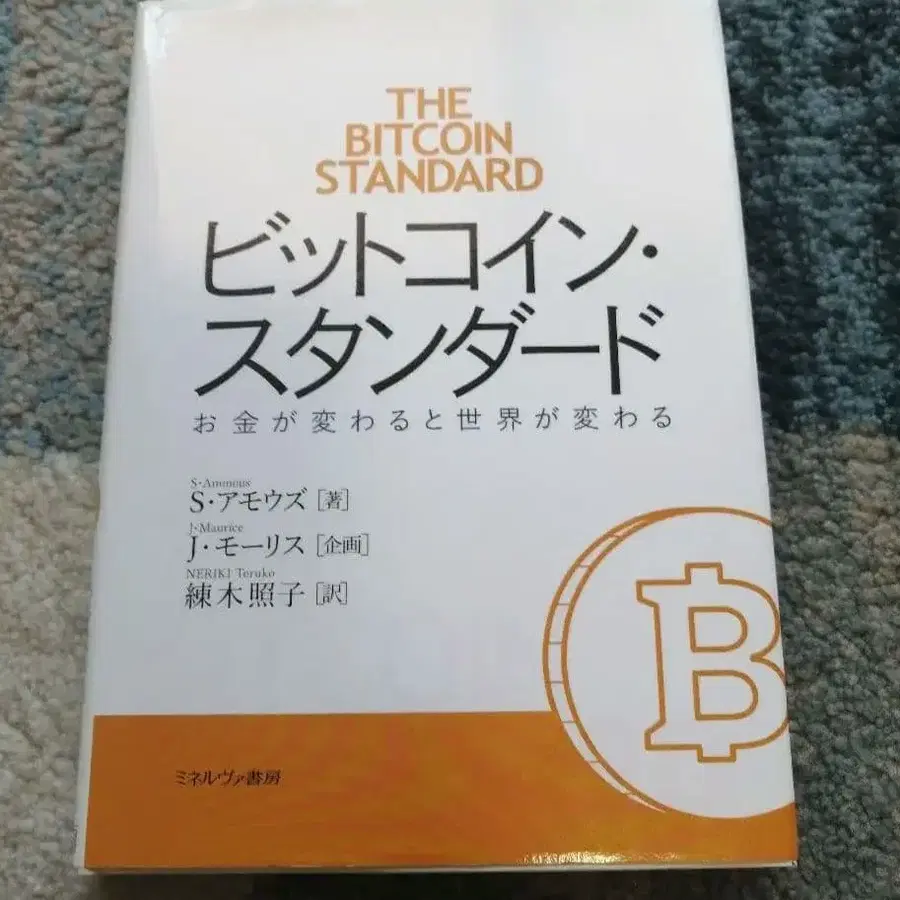 THE
BITCOIN
STANDARD
ビットコイン・
スタンダード
お金が変わると世界が変わる
S・Ammous
S・アモウズ[著]
J・Maurice
J・モーリス[企画]
NERIKI Teruko
練木照子[訳]
B
ミネルヴァ書房